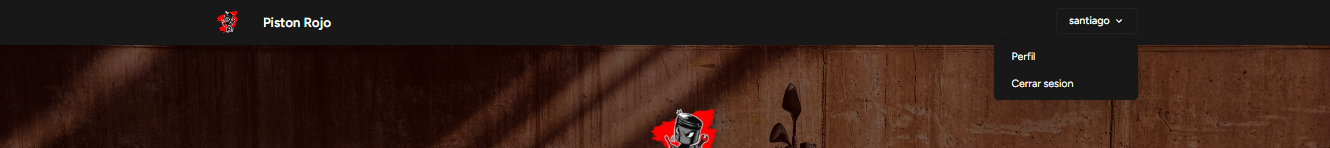 Piston Rojo
santiago
Perfil
Cerrar sesion